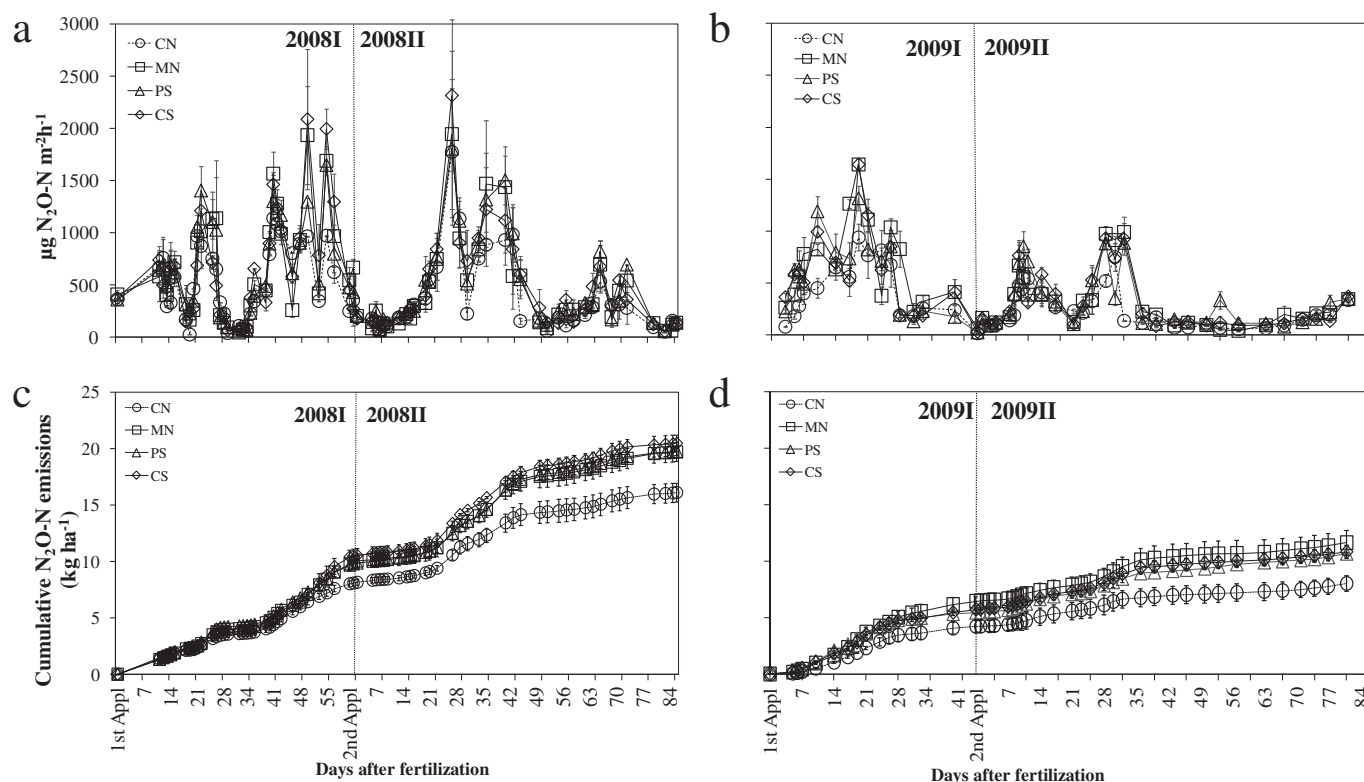 a
3000
2500
2000
1500
1000
500
0
µg N₂O-N m⁻²h⁻¹
2008I 2008II
CN
MN
PS
CS
b
2009I 2009II
CN
MN
PS
CS
c
25
20
15
10
5
0
Cumulative N₂O-N emissions
(kg ha⁻¹)
2008I 2008II
CN
MN
PS
CS
1st Appl 7 14 21 28 34 41 48 55 2nd Appl 7 14 21 28 35 42 49 56 63 70 77 84
Days after fertilization
d
2009I 2009II
CN
MN
PS
CS
1st Appl 7 14 21 28 34 41 2nd Appl 7 14 21 28 35 42 49 56 63 70 77 84
Days after fertilization